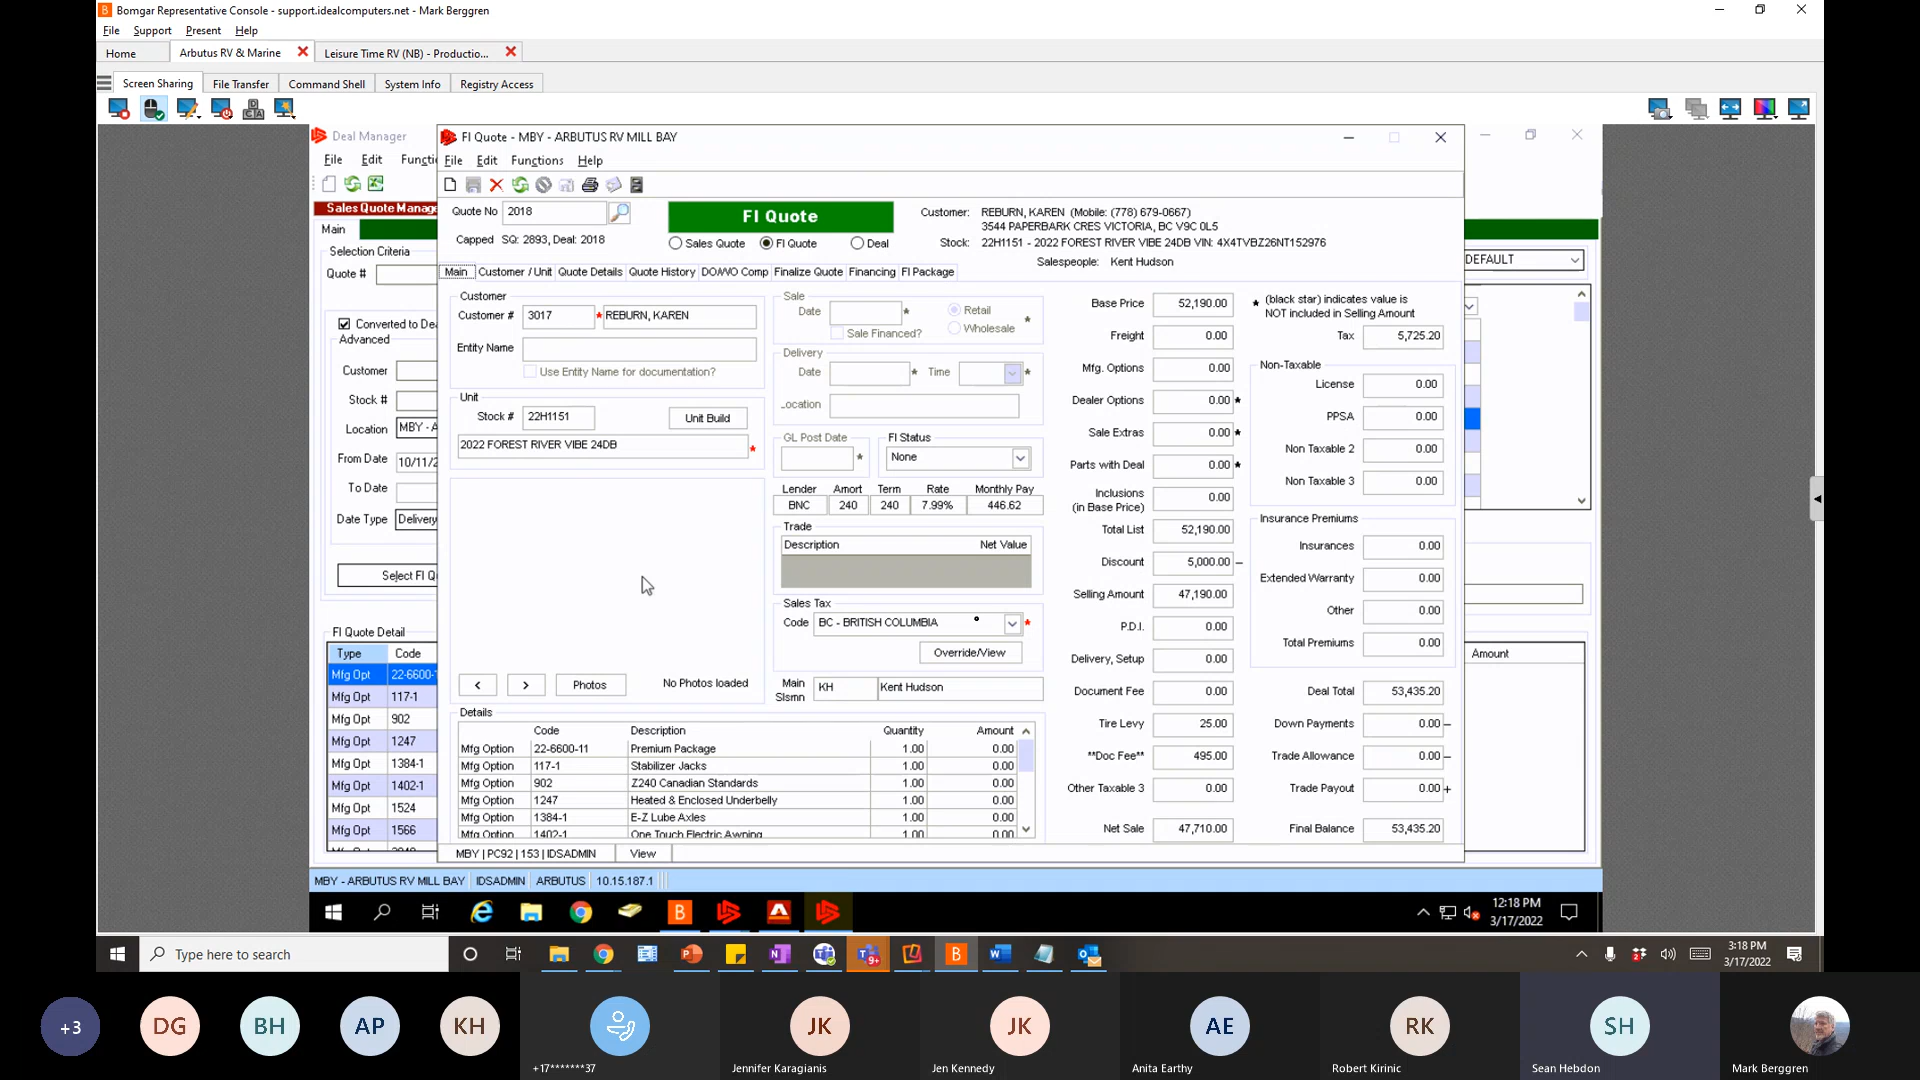 Bomgar Representative Console - support.idealcomputers.net - Mark Berggren
File Support Present Help
Home Arbutus RV & Marine Leisure Time RV (NB) - Productio...
Screen Sharing File Transfer Command Shell System Info Registry Access
Deal Manager
File Edit Functi
Sales Quote Manag
Main
Selection Criteria
Quote #
Converted to Dea
Advanced
Customer
Stock #
Location MBY - A
From Date 10/11/2
To Date
Date Type Delivery
Select FI Q
FI Quote Detail
Type Code
Mfg Opt 22-6600-
Mfg Opt 117-1
Mfg Opt 902
Mfg Opt 1247
Mfg Opt 1384-1
Mfg Opt 1402-1
Mfg Opt 1524
Mfg Opt 1566
FI Quote - MBY - ARBUTUS RV MILL BAY
File Edit Functions Help
Quote No 2018
Capped SQ: 2893, Deal: 2018
FI Quote
Sales Quote FI Quote Deal
Customer: REBURN, KAREN (Mobile: (778) 679-0667)
3544 PAPERBARK CRES VICTORIA, BC V9C 0L5
Stock: 22H1151 - 2022 FOREST RIVER VIBE 24DB VIN: 4X4TVBZ26NT152976
Salespeople: Kent Hudson
Main Customer / Unit Quote Details Quote History DO/WO Comp Finalize Quote Financing FI Package
Customer
Customer # 3017 * REBURN, KAREN
Entity Name
Use Entity Name for documentation?
Unit
Stock # 22H1151 Unit Build
2022 FOREST RIVER VIBE 24DB *
< > Photos No Photos loaded
Sale
Date * Retail
Sale Financed? Wholesale *
Delivery
Date * Time *
Location
GL Post Date *
FI Status
None
Lender Amort Term Rate Monthly Pay
BNC 240 240 7.99% 446.62
Trade
Description Net Value
Sales Tax
Code BC - BRITISH COLUMBIA *
Override/View
Main Slsmn KH Kent Hudson
Details
Code Description Quantity Amount
Mfg Option 22-6600-11 Premium Package 1.00 0.00
Mfg Option 117-1 Stabilizer Jacks 1.00 0.00
Mfg Option 902 Z240 Canadian Standards 1.00 0.00
Mfg Option 1247 Heated & Enclosed Underbelly 1.00 0.00
Mfg Option 1384-1 E-Z Lube Axles 1.00 0.00
Mfg Option 1402-1 One Touch Electric Awning 1.00 0.00
Base Price 52,190.00
Freight 0.00
Mfg. Options 0.00
Dealer Options 0.00 *
Sale Extras 0.00 *
Parts with Deal 0.00 *
Inclusions (in Base Price) 0.00
Total List 52,190.00
Discount 5,000.00 –
Selling Amount 47,190.00
P.D.I. 0.00
Delivery, Setup 0.00
Document Fee 0.00
Tire Levy 25.00
**Doc Fee** 495.00
Other Taxable 3 0.00
Net Sale 47,710.00
* (black star) indicates value is
NOT included in Selling Amount
Tax 5,725.20
Non-Taxable
License 0.00
PPSA 0.00
Non Taxable 2 0.00
Non Taxable 3 0.00
Insurance Premiums
Insurances 0.00
Extended Warranty 0.00
Other 0.00
Total Premiums 0.00
Deal Total 53,435.20
Down Payments 0.00 –
Trade Allowance 0.00 –
Trade Payout 0.00 +
Final Balance 53,435.20
MBY | PC92 | 153 | IDSADMIN View
DEFAULT
Amount
MBY - ARBUTUS RV MILL BAY IDSADMIN ARBUTUS 10.15.187.1
12:18 PM
3/17/2022
Type here to search
3:18 PM
3/17/2022
+3 DG BH AP KH JK JK AE RK SH
+17*******37 Jennifer Karagianis Jen Kennedy Anita Earthy Robert Kirinic Sean Hebdon Mark Berggren